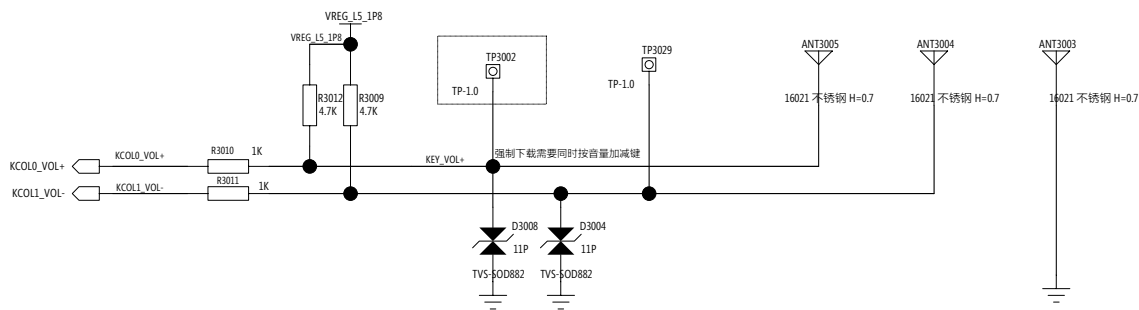 VREG_L5_1P8
VREG_L5_1P8
TP3002
TP3029
ANT3005
ANT3004
ANT3003
R3012
4.7K
R3009
4.7K
TP-1.0
TP-1.0
16021 不锈钢 H=0.7
16021 不锈钢 H=0.7
16021 不锈钢 H=0.7
KCOL0_VOL+
KCOL0_VOL+
R3010
1K
KEY_VOL+
强制下载需要同时按音量加减键
KCOL1_VOL-
KCOL1_VOL-
R3011
1K
D3008
11P
TVS-SOD882
D3004
11P
TVS-SOD882